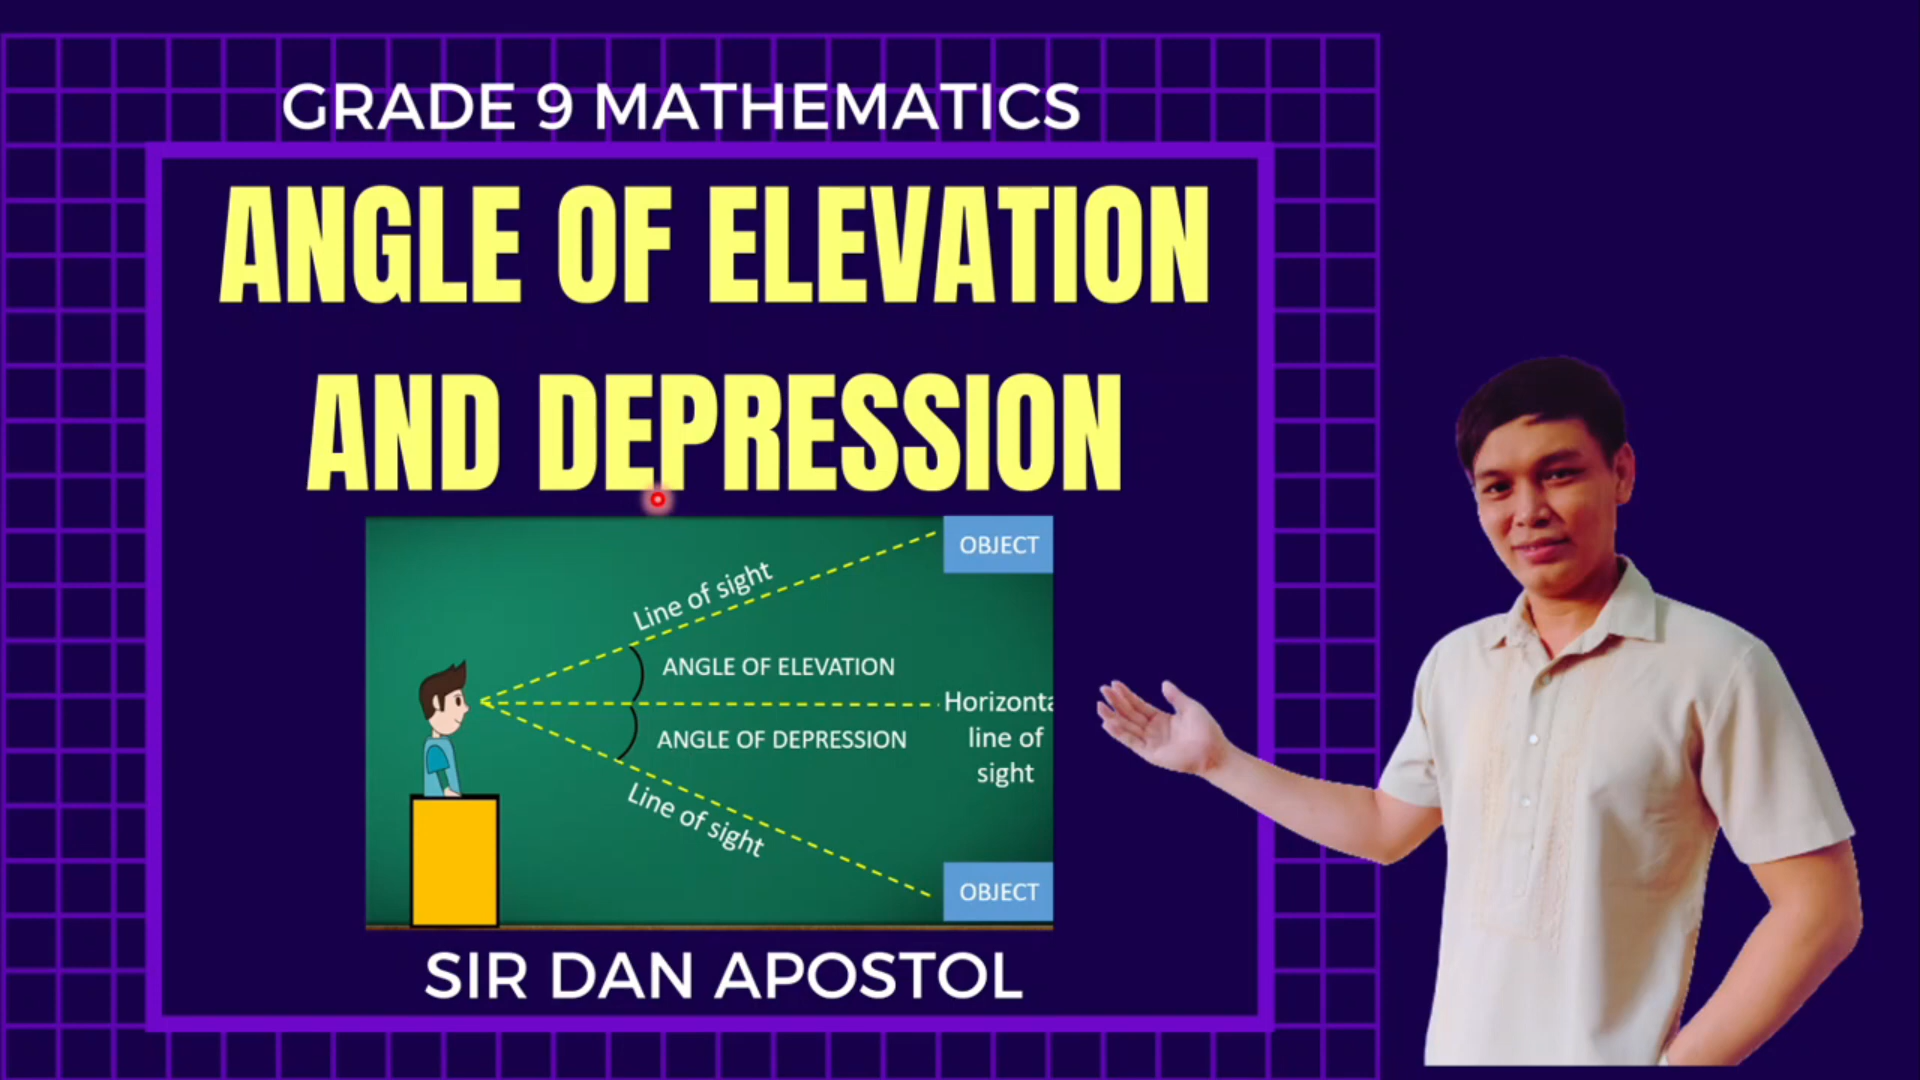 GRADE 9 MATHEMATICS
ANGLE OF ELEVATION
AND DEPRESSION
OBJECT
Line of sight
ANGLE OF ELEVATION
Horizonta
line of
sight
ANGLE OF DEPRESSION
Line of sight
OBJECT
SIR DAN APOSTOL